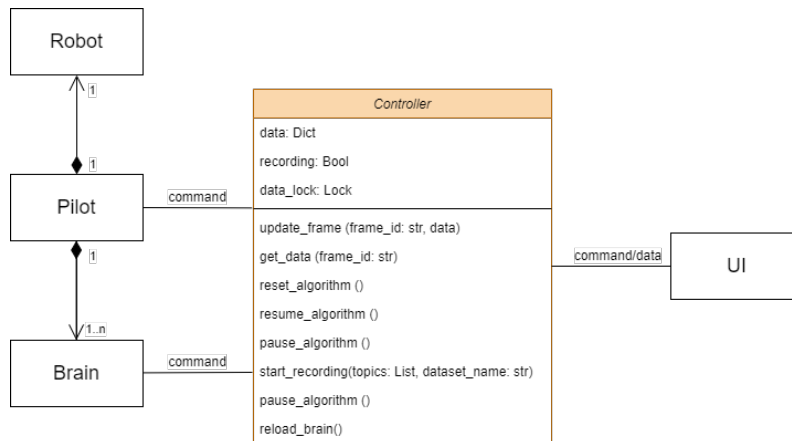 Robot
1
1
Pilot
command
1
1..n
Brain
command
Controller
data: Dict
recording: Bool
data_lock: Lock
update_frame (frame_id: str, data)
get_data (frame_id: str)
reset_algorithm ()
resume_algorithm ()
pause_algorithm ()
start_recording(topics: List, dataset_name: str)
pause_algorithm ()
reload_brain()
command/data
UI